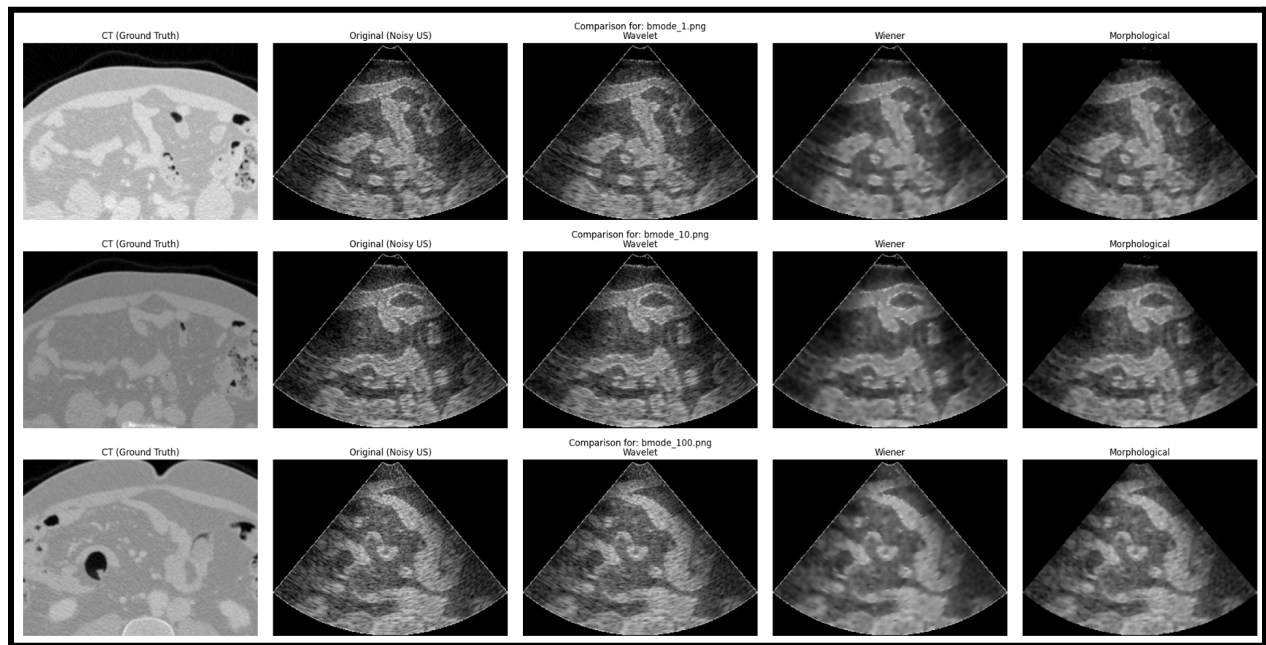 Comparison for: bmode_1.png
CT (Ground Truth)
Original (Noisy US)
Wavelet
Wiener
Morphological
Comparison for: bmode_10.png
CT (Ground Truth)
Original (Noisy US)
Wavelet
Wiener
Morphological
Comparison for: bmode_100.png
CT (Ground Truth)
Original (Noisy US)
Wavelet
Wiener
Morphological